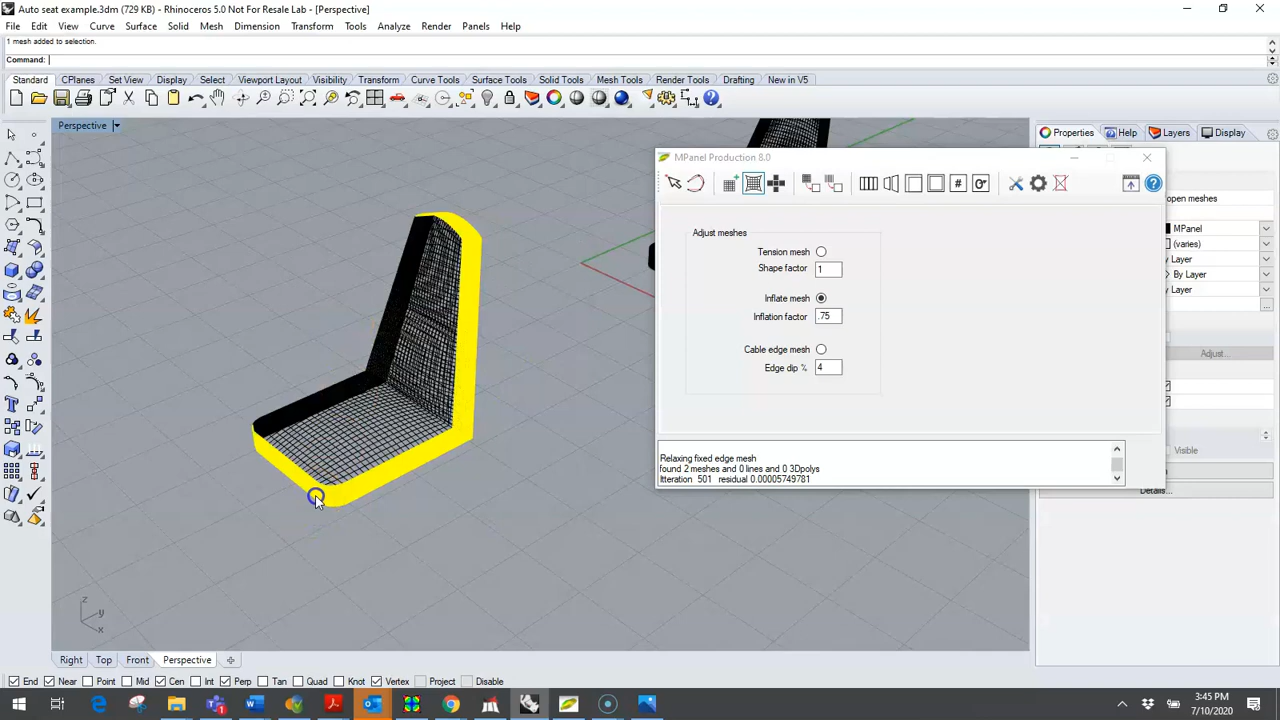 Auto seat example.3dm (729 KB) - Rhinoceros 5.0 Not For Resale Lab - [Perspective]
File Edit View Curve Surface Solid Mesh Dimension Transform Tools Analyze Render Panels Help
1 mesh added to selection.
Command:
Standard CPlanes Set View Display Select Viewport Layout Visibility Transform Curve Tools Surface Tools Solid Tools Mesh Tools Render Tools Drafting New in V5
Perspective
Properties Help Layers Display
MPanel Production 8.0
open meshes
MPanel
(varies)
y Layer
By Layer
y Layer
Adjust...
Visible
Details...
Adjust meshes
Tension mesh
Shape factor 1
Inflate mesh
Inflation factor .75
Cable edge mesh
Edge dip % 4
Relaxing fixed edge mesh
found 2 meshes and 0 lines and 0 3Dpolys
Itteration 501 residual 0.00005749781
z
y
x
Right Top Front Perspective
End Near Point Mid Cen Int Perp Tan Quad Knot Vertex Project Disable
3:45 PM
7/10/2020